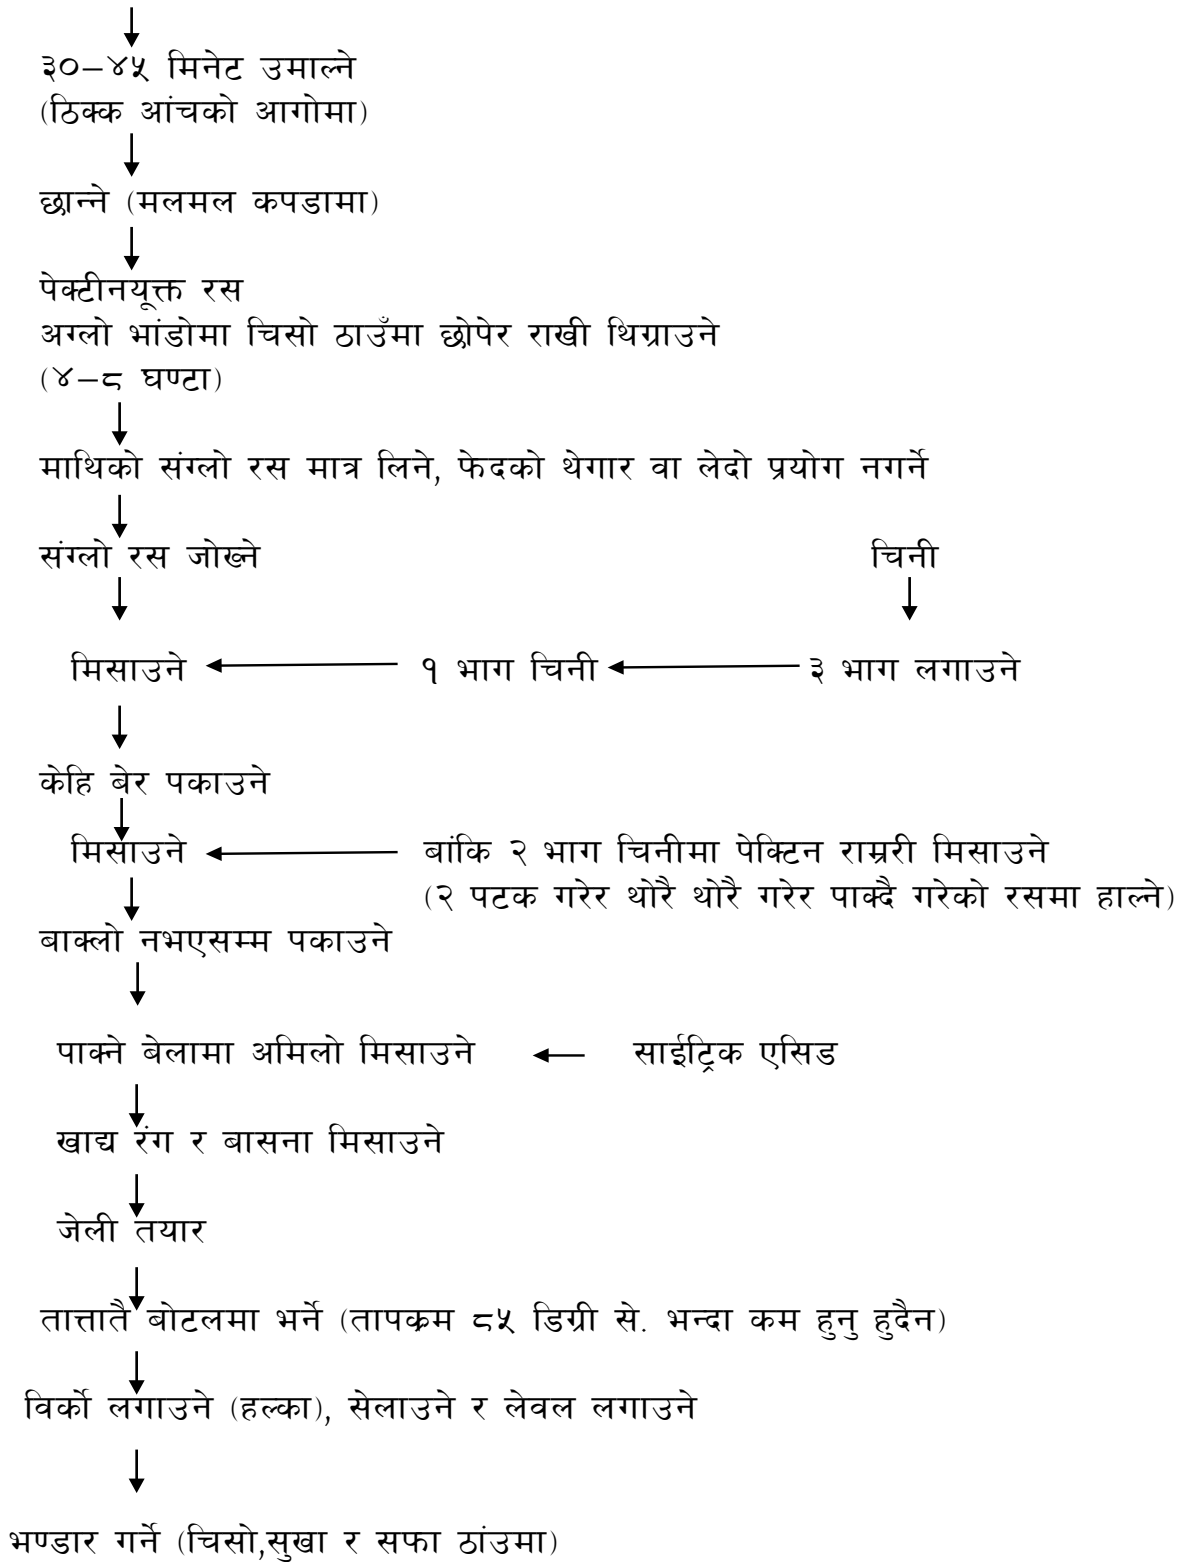 ३०–४५ मिनेट उमाल्ने
(ठिक्क आंचको आगोमा)
छान्ने (मलमल कपडामा)
पेक्टीनयूक्त रस
अग्लो भांडोमा चिसो ठाउँमा छोपेर राखी थिग्राउने
(४–८ घण्टा)
माथिको संग्लो रस मात्र लिने, फेदको थेगार वा लेदो प्रयोग नगर्ने
संग्लो रस जोख्ने चिनी
मिसाउने १ भाग चिनी ३ भाग लगाउने
केहि बेर पकाउने
मिसाउने बांकि २ भाग चिनीमा पेक्टिन राम्ररी मिसाउने
(२ पटक गरेर थोरै थोरै गरेर पाक्दै गरेको रसमा हाल्ने)
बाक्लो नभएसम्म पकाउने
पाक्ने बेलामा अमिलो मिसाउने साईट्रिक एसिड
खाद्य रंग र बासना मिसाउने
जेली तयार
तात्तातै बोटलमा भर्ने (तापक्रम ८५ डिग्री से. भन्दा कम हुनु हुदैन)
विर्को लगाउने (हल्का), सेलाउने र लेवल लगाउने
भण्डार गर्ने (चिसो,सुखा र सफा ठांउमा)